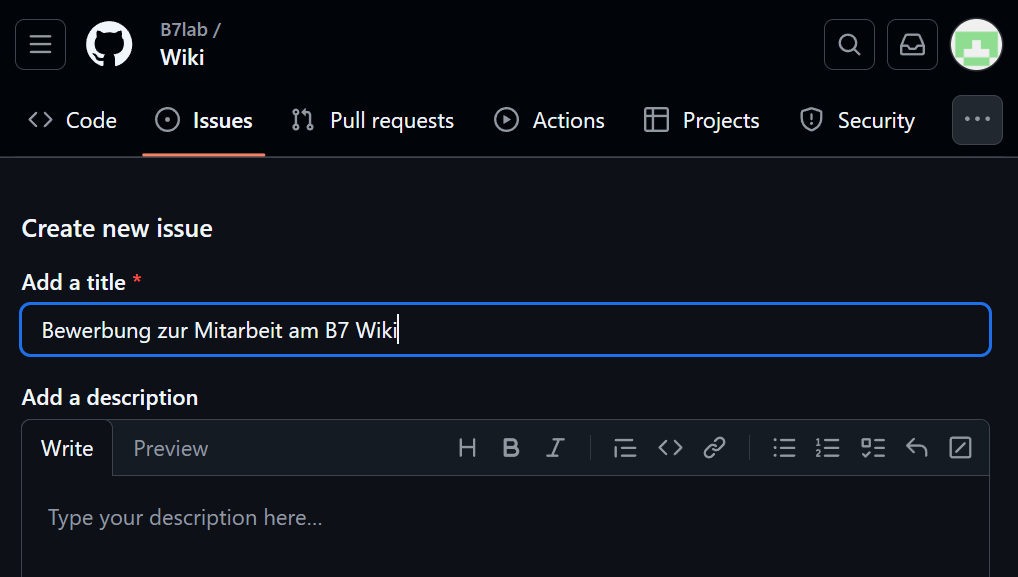 B7lab /
Wiki
Code Issues Pull requests Actions Projects Security
Create new issue
Add a title *
Bewerbung zur Mitarbeit am B7 Wiki
Add a description
Write Preview
Type your description here...